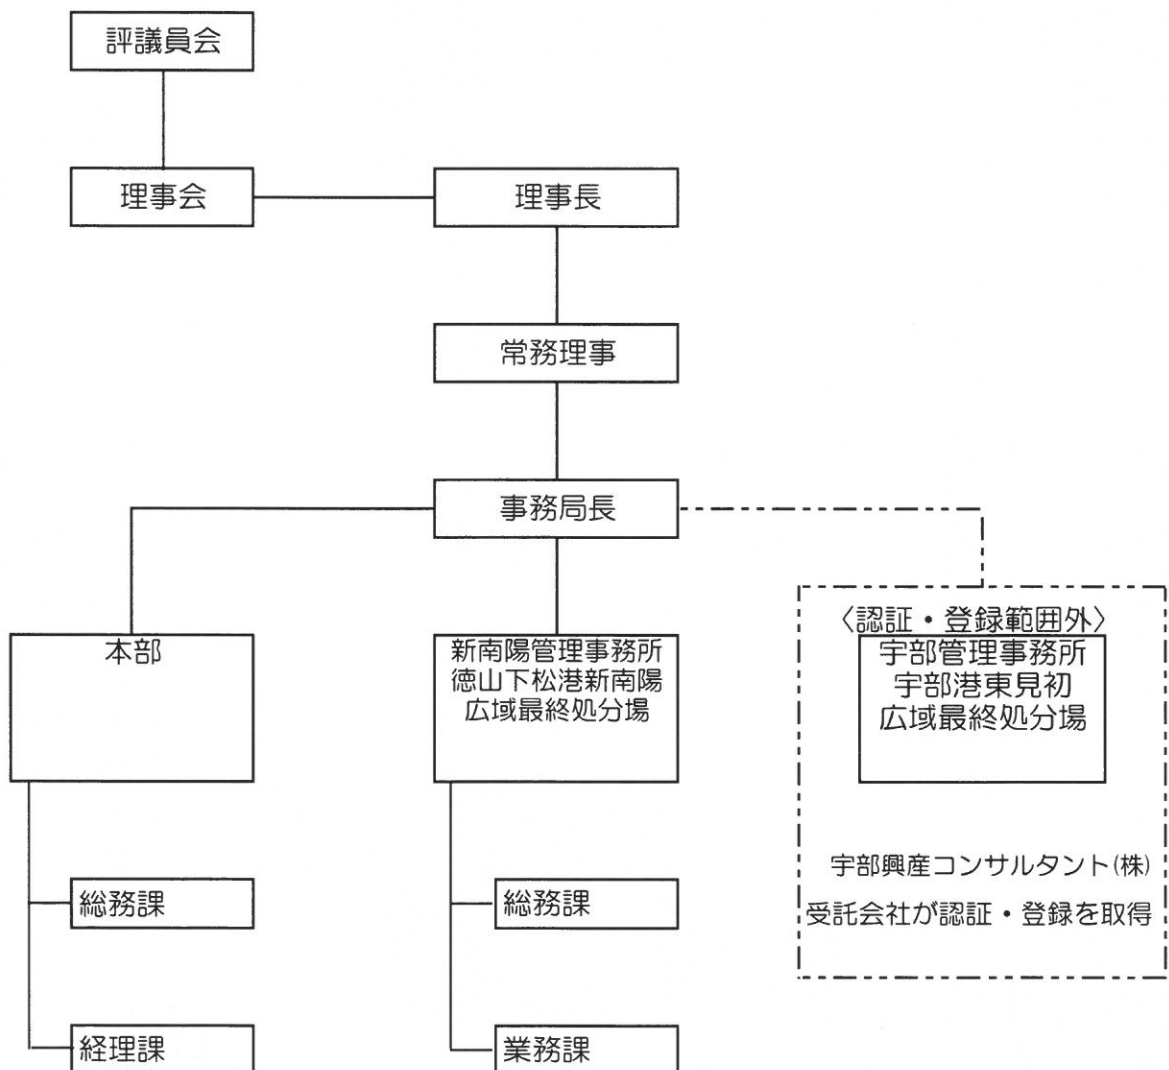 評議員会
理事会
理事長
常務理事
事務局長
本部
新南陽管理事務所
徳山下松港新南陽
広域最終処分場
〈認証・登録範囲外〉
宇部管理事務所
宇部港東見初
広域最終処分場
宇部興産コンサルタント(株)
受託会社が認証・登録を取得
総務課
総務課
経理課
業務課